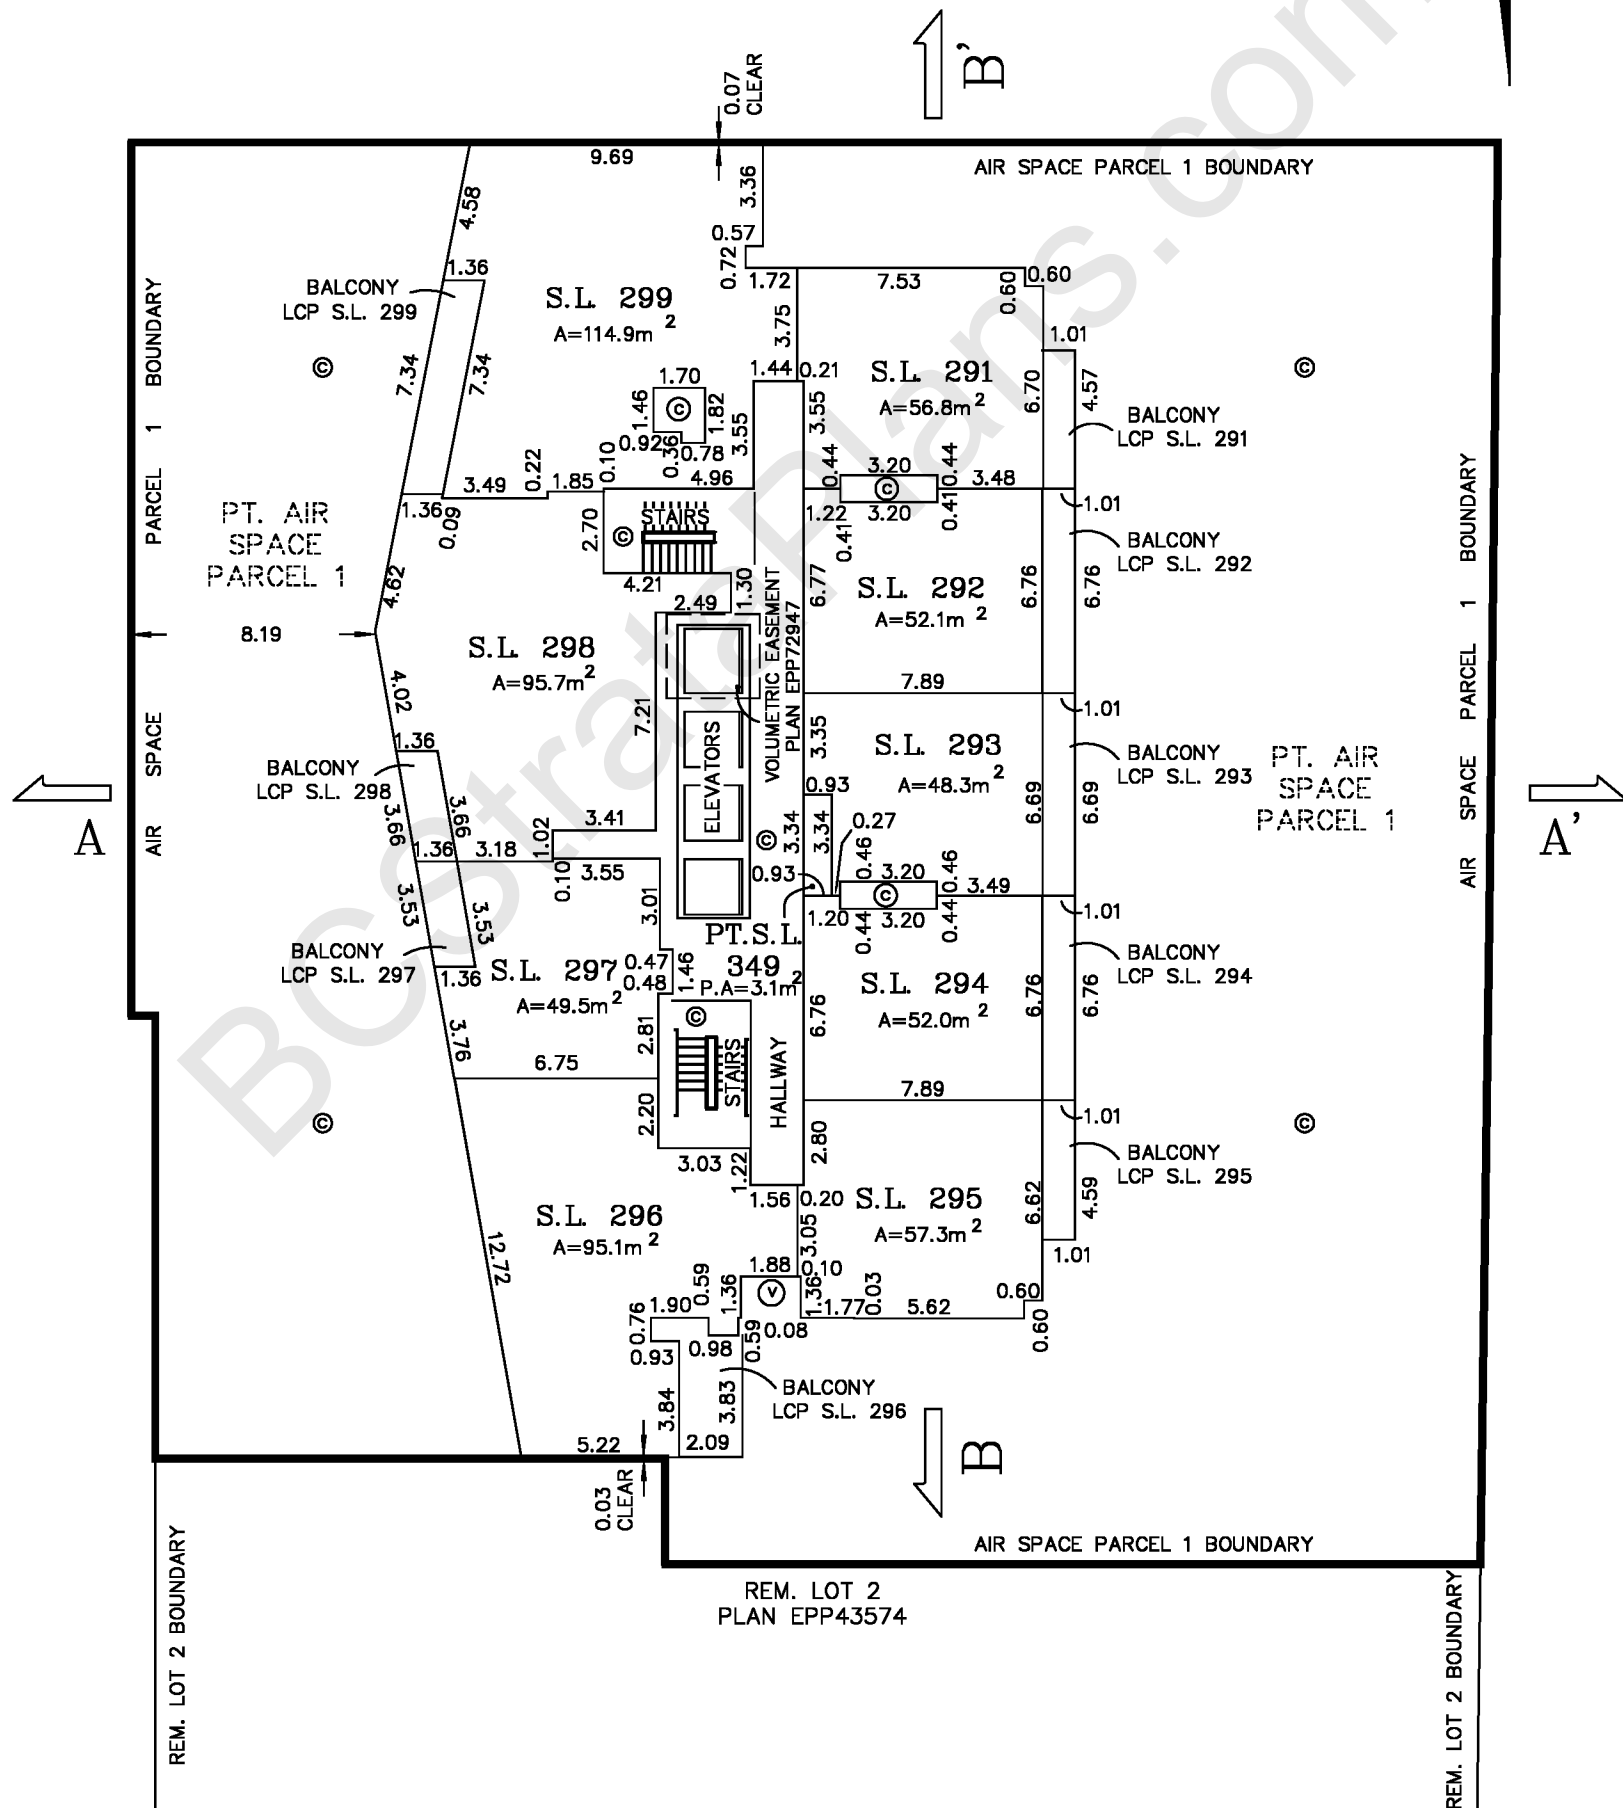 B'
0.07
CLEAR
9.69
AIR SPACE PARCEL 1 BOUNDARY
3.36
4.58
0.57
0.72
1.72
7.53
0.60
0.60
1.36
BALCONY
LCP S.L. 299
S.L. 299
A=114.9m 2
3.75
1.01
AIR SPACE PARCEL 1 BOUNDARY
©
7.34
7.34
1.44
0.21
S.L. 291
A=56.8m 2
6.70
4.57
©
BALCONY
LCP S.L. 291
1.70
1.46
©
1.82
0.92
0.36
0.78
3.55
3.55
0.10
4.96
0.44
3.20
0.44
3.48
©
3.49
0.22
1.85
1.36
0.09
1.22
3.20
0.41
0.41
1.01
PT. AIR
SPACE
PARCEL 1
STAIRS
©
2.70
4.21
2.49
1.30
BALCONY
LCP S.L. 292
4.62
6.77
S.L. 292
A=52.1m 2
6.76
6.76
8.19
S.L. 298
A=95.7m 2
VOLUMETRIC EASEMENT
PLAN EPP72947
7.89
1.01
4.02
7.21
ELEVATORS
3.35
S.L. 293
A=48.3m 2
BALCONY
LCP S.L. 293
AIR SPACE PARCEL 1 BOUNDARY
1.36
BALCONY
LCP S.L. 298
0.93
6.69
6.69
PT. AIR
SPACE
PARCEL 1
A
A'
3.66
3.66
3.41
1.02
©
3.34
3.34
0.27
1.36
3.18
0.10
3.55
0.93
0.46
3.20
0.46
3.49
©
1.20
3.20
0.44
0.44
1.01
3.53
3.53
3.01
PT.S.L.
349
P.A=3.1m 2
BALCONY
LCP S.L. 297
1.36
S.L. 297
A=49.5m 2
0.47
0.48
1.46
S.L. 294
A=52.0m 2
BALCONY
LCP S.L. 294
6.76
6.76
6.76
©
2.81
3.76
6.75
STAIRS
HALLWAY
7.89
1.01
©
©
2.20
3.03
1.22
2.80
BALCONY
LCP S.L. 295
1.56
0.20
S.L. 295
A=57.3m 2
6.62
4.59
S.L. 296
A=95.1m 2
3.05
1.01
12.72
1.88
0.10
V
0.59
1.36
1.36
1.77
0.03
5.62
0.60
0.60
1.90
0.76
0.93
0.98
0.59
0.08
BALCONY
LCP S.L. 296
3.84
3.83
5.22
2.09
B
0.03
CLEAR
AIR SPACE PARCEL 1 BOUNDARY
REM. LOT 2
PLAN EPP43574
REM. LOT 2 BOUNDARY
REM. LOT 2 BOUNDARY
BCStrataPlans.com